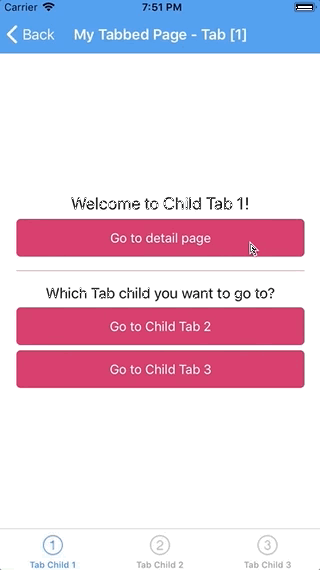 Carrier 7:51 PM
Back My Tabbed Page - Tab [1]
Welcome to Child Tab 1!
Go to detail page
Which Tab child you want to go to?
Go to Child Tab 2
Go to Child Tab 3
1 2 3
Tab Child 1 Tab Child 2 Tab Child 3